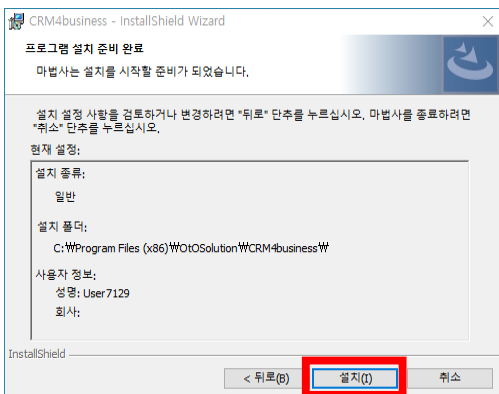 CRM4business - InstallShield Wizard
프로그램 설치 준비 완료
마법사는 설치를 시작할 준비가 되었습니다.
설치 설정 사항을 검토하거나 변경하려면 "뒤로" 단추를 누르십시오. 마법사를 종료하려면
"취소" 단추를 누르십시오.
현재 설정:
설치 종류:
일반
설치 폴더:
C:₩Program Files (x86)₩OtOSolution₩CRM4business₩
사용자 정보:
성명: User7129
회사:
InstallShield
< 뒤로(B)
설치(I)
취소